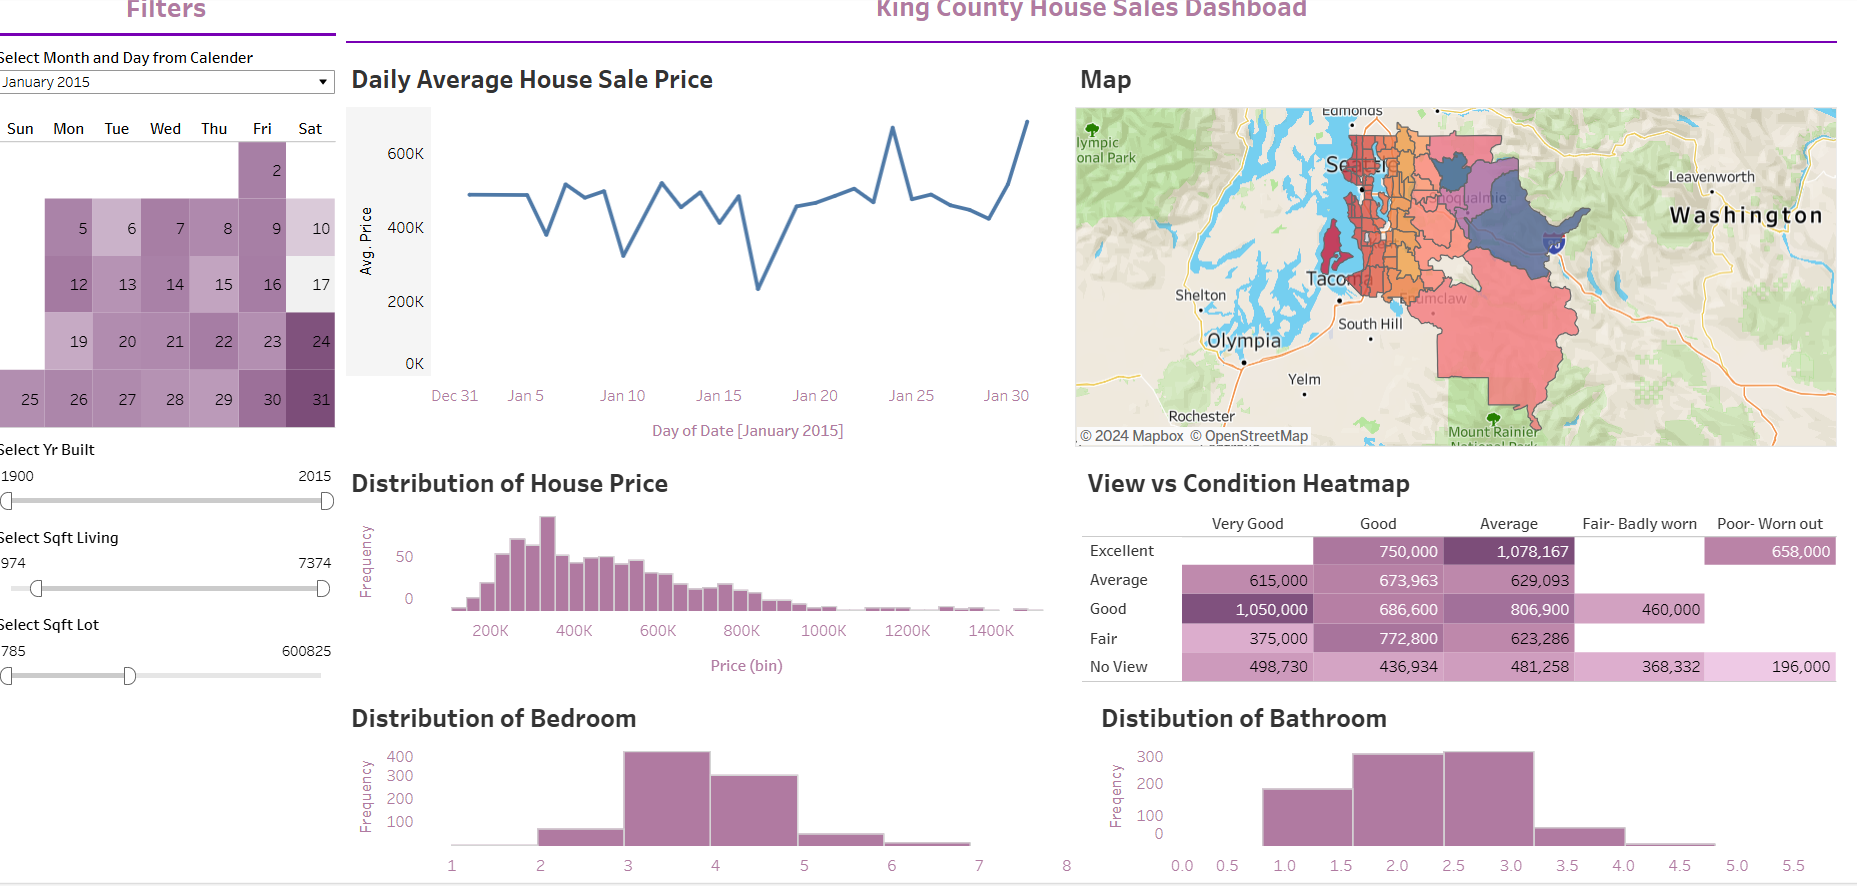 Filters
King County House Sales Dashboad
Select Month and Day from Calender
January 2015
Sun Mon Tue Wed Thu Fri Sat
2
5 6 7 8 9 10
12 13 14 15 16 17
19 20 21 22 23 24
25 26 27 28 29 30 31
Select Yr Built
1900 2015
Select Sqft Living
974 7374
Select Sqft Lot
785 600825
Daily Average House Sale Price
Avg. Price
600K
400K
200K
0K
Dec 31 Jan 5 Jan 10 Jan 15 Jan 20 Jan 25 Jan 30
Day of Date [January 2015]
Map
Edmonds
lympic
onal Park
Seattle
Leavenworth
Snoqualmie
Washington
Tacoma
Enumclaw
Shelton
South Hill
Olympia
Yelm
Rochester
Mount Rainier
National Park
© 2024 Mapbox © OpenStreetMap
Distribution of House Price
Frequency
50
0
200K 400K 600K 800K 1000K 1200K 1400K
Price (bin)
View vs Condition Heatmap
Very Good Good Average Fair- Badly worn Poor- Worn out
Excellent 750,000 1,078,167 658,000
Average 615,000 673,963 629,093
Good 1,050,000 686,600 806,900 460,000
Fair 375,000 772,800 623,286
No View 498,730 436,934 481,258 368,332 196,000
Distribution of Bedroom
Frequency
400
300
200
100
1 2 3 4 5 6 7 8
Distibution of Bathroom
Freqency
300
200
100
0
0.0 0.5 1.0 1.5 2.0 2.5 3.0 3.5 4.0 4.5 5.0 5.5